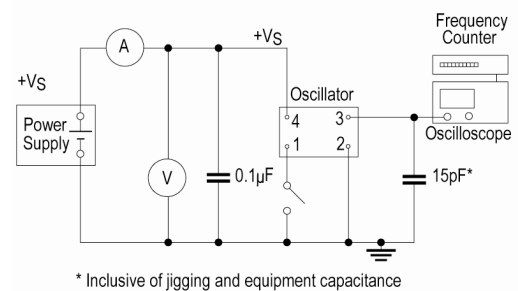 Frequency
Counter
A
+VS
Oscillator
+VS
4
3
Power
Supply
1
2
Oscilloscope
V
0.1µF
15pF*
* Inclusive of jigging and equipment capacitance